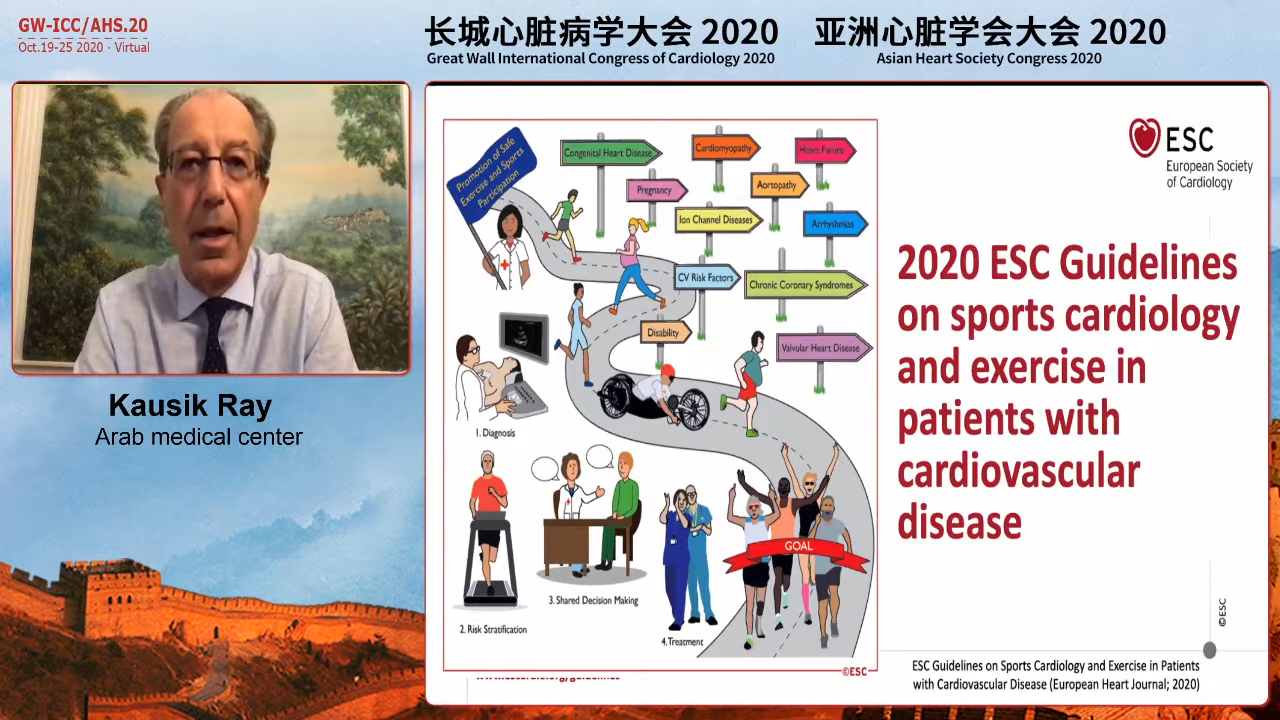 GW-ICC/AHS.20
Oct.19-25 2020 · Virtual
长城心脏病学大会 2020
Great Wall International Congress of Cardiology 2020
亚洲心脏学会大会 2020
Asian Heart Society Congress 2020
Kausik Ray
Arab medical center
Promotion of Safe
Exercise and Sports
Participation
Congenital Heart Disease
Cardiomyopathy
Heart Failure
Pregnancy
Aortopathy
Ion Channel Diseases
Arrhythmias
CV Risk Factors
Chronic Coronary Syndromes
Disability
Valvular Heart Disease
1. Diagnosis
2. Risk Stratification
3. Shared Decision Making
4. Treatment
GOAL
©ESC
ESC
European Society
of Cardiology
2020 ESC Guidelines
on sports cardiology
and exercise in
patients with
cardiovascular
disease
©ESC
ESC Guidelines on Sports Cardiology and Exercise in Patients
with Cardiovascular Disease (European Heart Journal; 2020)